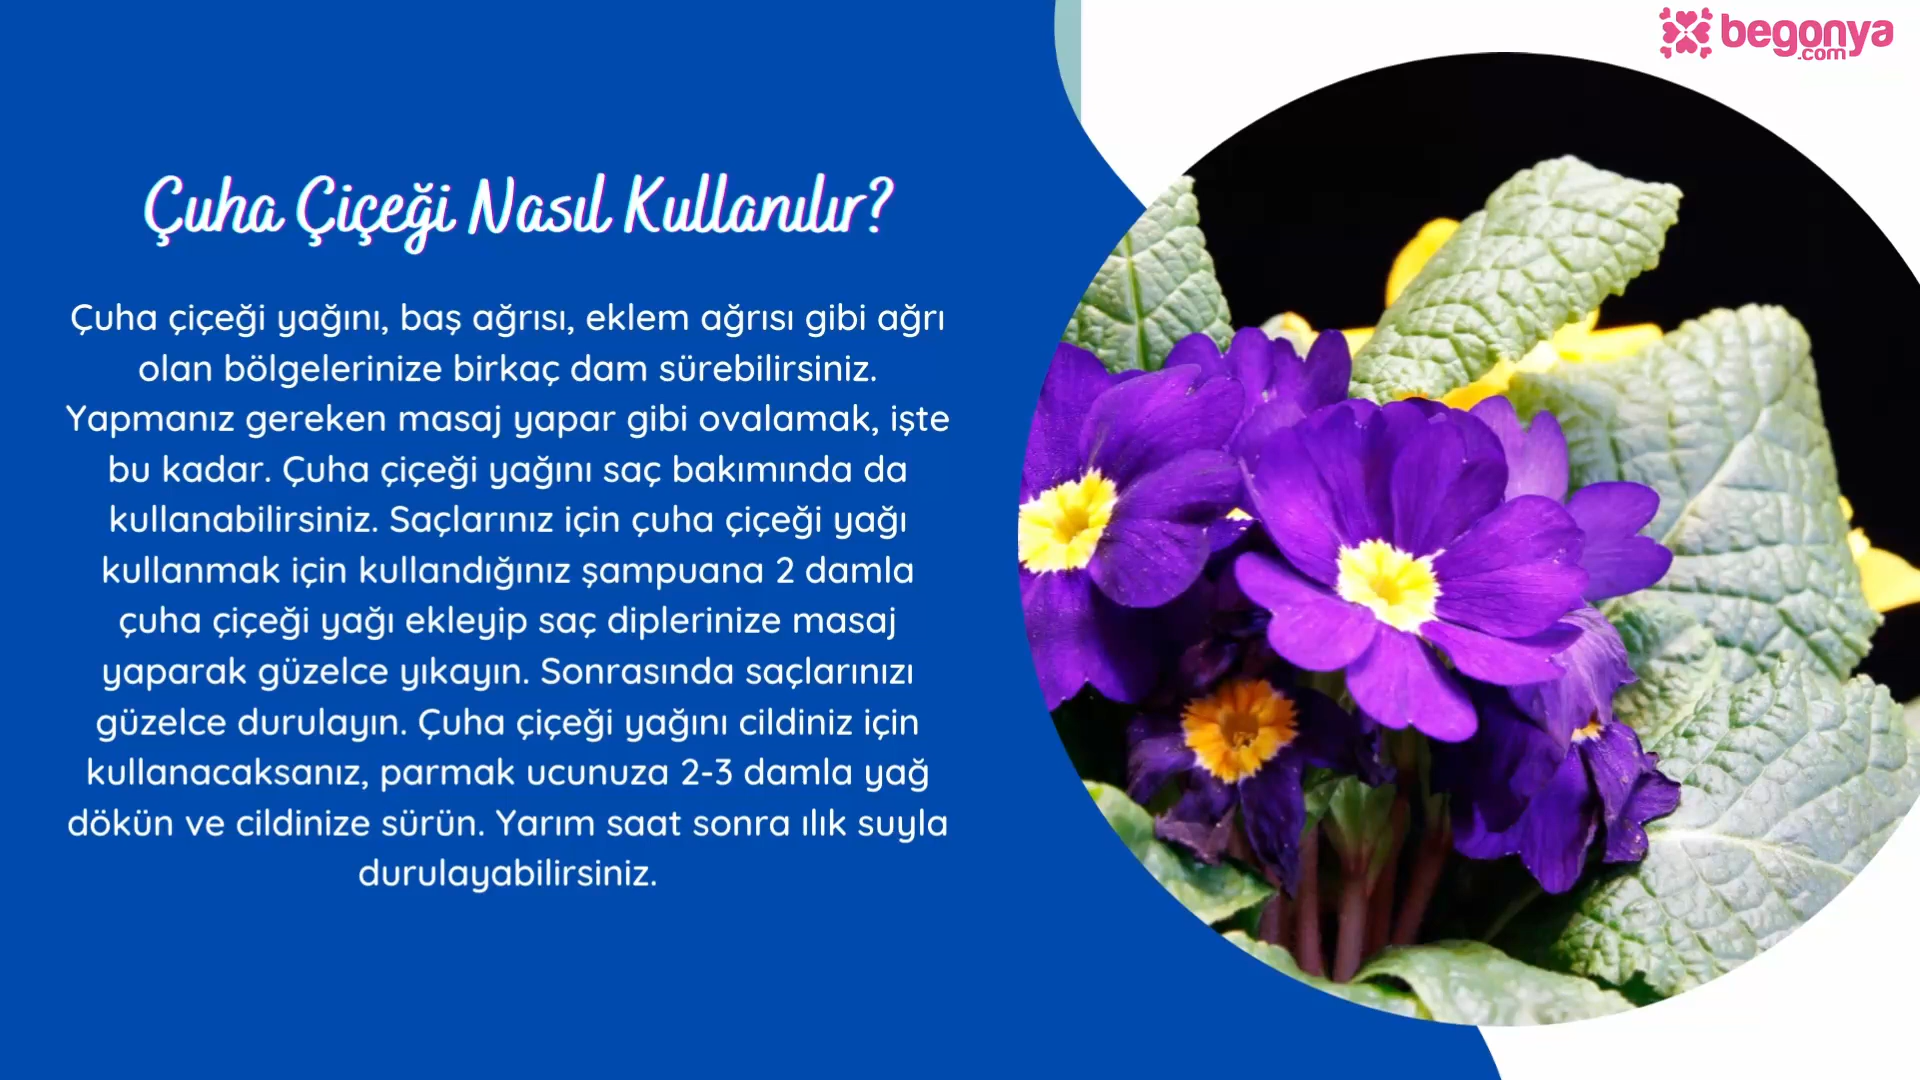 begonya
.com
Çuha Çiçeği Nasıl Kullanılır?
Çuha çiçeği yağını, baş ağrısı, eklem ağrısı gibi ağrı
olan bölgelerinize birkaç dam sürebilirsiniz.
Yapmanız gereken masaj yapar gibi ovalamak, işte
bu kadar. Çuha çiçeği yağını saç bakımında da
kullanabilirsiniz. Saçlarınız için çuha çiçeği yağı
kullanmak için kullandığınız şampuana 2 damla
çuha çiçeği yağı ekleyip saç diplerinize masaj
yaparak güzelce yıkayın. Sonrasında saçlarınızı
güzelce durulayın. Çuha çiçeği yağını cildiniz için
kullanacaksanız, parmak ucunuza 2-3 damla yağ
dökün ve cildinize sürün. Yarım saat sonra ılık suyla
durulayabilirsiniz.